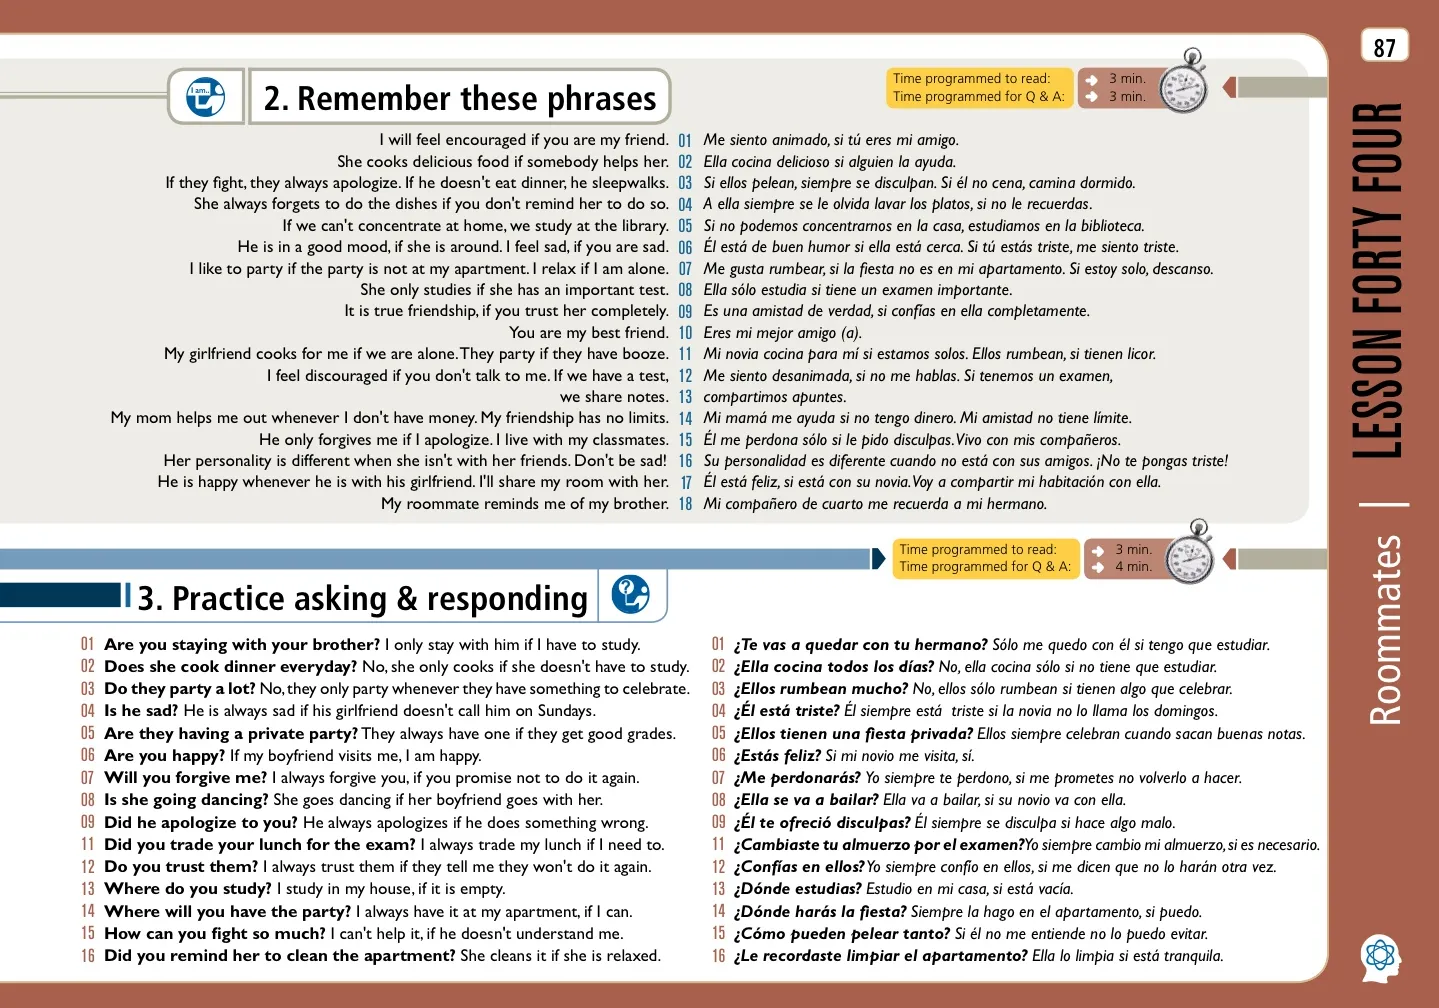 87
I am..
2. Remember these phrases
Time programmed to read: 3 min.
Time programmed for Q & A: 3 min.
I will feel encouraged if you are my friend. 01 Me siento animado, si tú eres mi amigo.
She cooks delicious food if somebody helps her. 02 Ella cocina delicioso si alguien la ayuda.
If they fight, they always apologize. If he doesn't eat dinner, he sleepwalks. 03 Si ellos pelean, siempre se disculpan. Si él no cena, camina dormido.
She always forgets to do the dishes if you don't remind her to do so. 04 A ella siempre se le olvida lavar los platos, si no le recuerdas.
If we can't concentrate at home, we study at the library. 05 Si no podemos concentrarnos en la casa, estudiamos en la biblioteca.
He is in a good mood, if she is around. I feel sad, if you are sad. 06 Él está de buen humor si ella está cerca. Si tú estás triste, me siento triste.
I like to party if the party is not at my apartment. I relax if I am alone. 07 Me gusta rumbear, si la fiesta no es en mi apartamento. Si estoy solo, descanso.
She only studies if she has an important test. 08 Ella sólo estudia si tiene un examen importante.
It is true friendship, if you trust her completely. 09 Es una amistad de verdad, si confías en ella completamente.
You are my best friend. 10 Eres mi mejor amigo (a).
My girlfriend cooks for me if we are alone. They party if they have booze. 11 Mi novia cocina para mí si estamos solos. Ellos rumbean, si tienen licor.
I feel discouraged if you don't talk to me. If we have a test, 12 Me siento desanimada, si no me hablas. Si tenemos un examen,
we share notes. 13 compartimos apuntes.
My mom helps me out whenever I don't have money. My friendship has no limits. 14 Mi mamá me ayuda si no tengo dinero. Mi amistad no tiene límite.
He only forgives me if I apologize. I live with my classmates. 15 Él me perdona sólo si le pido disculpas. Vivo con mis compañeros.
Her personality is different when she isn't with her friends. Don't be sad! 16 Su personalidad es diferente cuando no está con sus amigos. ¡No te pongas triste!
He is happy whenever he is with his girlfriend. I'll share my room with her. 17 Él está feliz, si está con su novia. Voy a compartir mi habitación con ella.
My roommate reminds me of my brother. 18 Mi compañero de cuarto me recuerda a mi hermano.
LESSON FORTY FOUR | Roommates
Time programmed to read: 3 min.
Time programmed for Q & A: 4 min.
3. Practice asking & responding
?
01 Are you staying with your brother? I only stay with him if I have to study.
02 Does she cook dinner everyday? No, she only cooks if she doesn't have to study.
03 Do they party a lot? No, they only party whenever they have something to celebrate.
04 Is he sad? He is always sad if his girlfriend doesn't call him on Sundays.
05 Are they having a private party? They always have one if they get good grades.
06 Are you happy? If my boyfriend visits me, I am happy.
07 Will you forgive me? I always forgive you, if you promise not to do it again.
08 Is she going dancing? She goes dancing if her boyfriend goes with her.
09 Did he apologize to you? He always apologizes if he does something wrong.
11 Did you trade your lunch for the exam? I always trade my lunch if I need to.
12 Do you trust them? I always trust them if they tell me they won't do it again.
13 Where do you study? I study in my house, if it is empty.
14 Where will you have the party? I always have it at my apartment, if I can.
15 How can you fight so much? I can't help it, if he doesn't understand me.
16 Did you remind her to clean the apartment? She cleans it if she is relaxed.
01 ¿Te vas a quedar con tu hermano? Sólo me quedo con él si tengo que estudiar.
02 ¿Ella cocina todos los días? No, ella cocina sólo si no tiene que estudiar.
03 ¿Ellos rumbean mucho? No, ellos sólo rumbean si tienen algo que celebrar.
04 ¿Él está triste? Él siempre está triste si la novia no lo llama los domingos.
05 ¿Ellos tienen una fiesta privada? Ellos siempre celebran cuando sacan buenas notas.
06 ¿Estás feliz? Si mi novio me visita, sí.
07 ¿Me perdonarás? Yo siempre te perdono, si me prometes no volverlo a hacer.
08 ¿Ella se va a bailar? Ella va a bailar, si su novio va con ella.
09 ¿Él te ofreció disculpas? Él siempre se disculpa si hace algo malo.
11 ¿Cambiaste tu almuerzo por el examen? Yo siempre cambio mi almuerzo, si es necesario.
12 ¿Confías en ellos? Yo siempre confío en ellos, si me dicen que no lo harán otra vez.
13 ¿Dónde estudias? Estudio en mi casa, si está vacía.
14 ¿Dónde harás la fiesta? Siempre la hago en el apartamento, si puedo.
15 ¿Cómo pueden pelear tanto? Si él no me entiende no lo puedo evitar.
16 ¿Le recordaste limpiar el apartamento? Ella lo limpia si está tranquila.